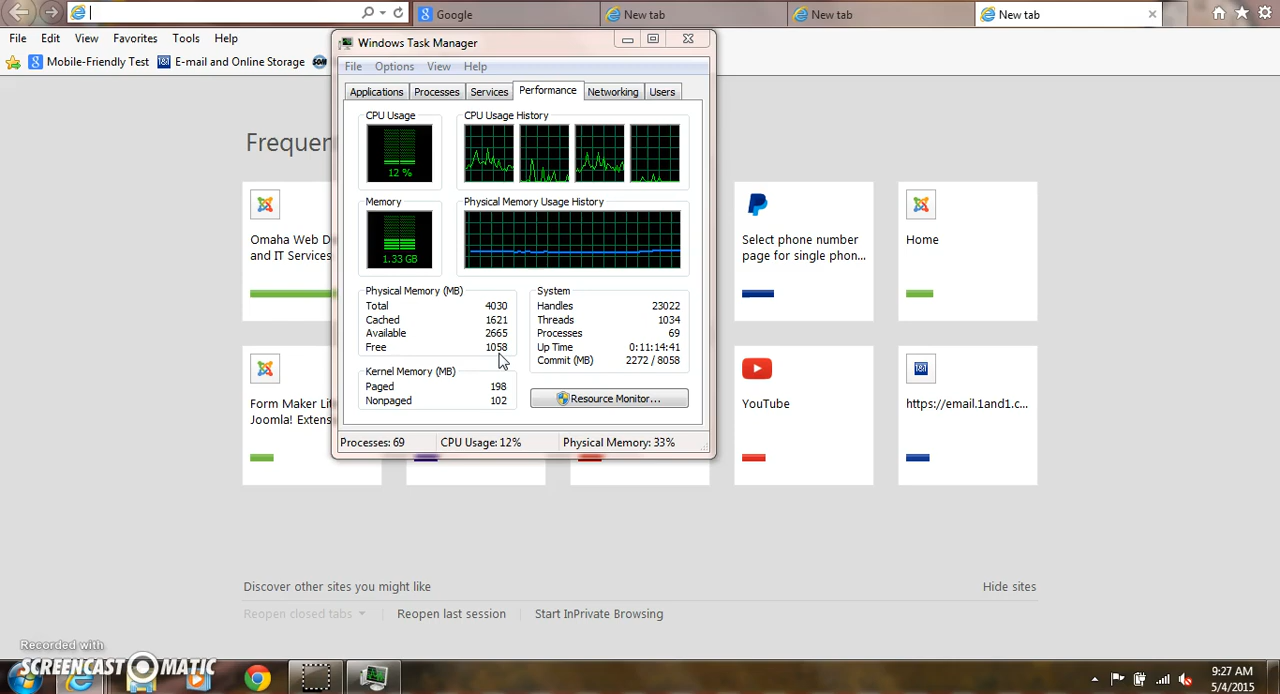 Google
New tab
New tab
New tab
File Edit View Favorites Tools Help
Mobile-Friendly Test
E-mail and Online Storage
Windows Task Manager
File Options View Help
Applications Processes Services Performance Networking Users
CPU Usage
CPU Usage History
12 %
Memory
Physical Memory Usage History
1.33 GB
Physical Memory (MB)
Total 4030
Cached 1621
Available 2665
Free 1058
System
Handles 23022
Threads 1034
Processes 69
Up Time 0:11:14:41
Commit (MB) 2272 / 8058
Kernel Memory (MB)
Paged 198
Nonpaged 102
Resource Monitor...
Processes: 69 CPU Usage: 12% Physical Memory: 33%
Omaha Web D
and IT Services
Select phone number
page for single phon...
Home
Form Maker Lit
Joomla! Extens
YouTube
https://email.1and1.c...
Discover other sites you might like
Hide sites
Reopen closed tabs
Reopen last session
Start InPrivate Browsing
Recorded with
SCREENCAST MATIC
9:27 AM
5/4/2015